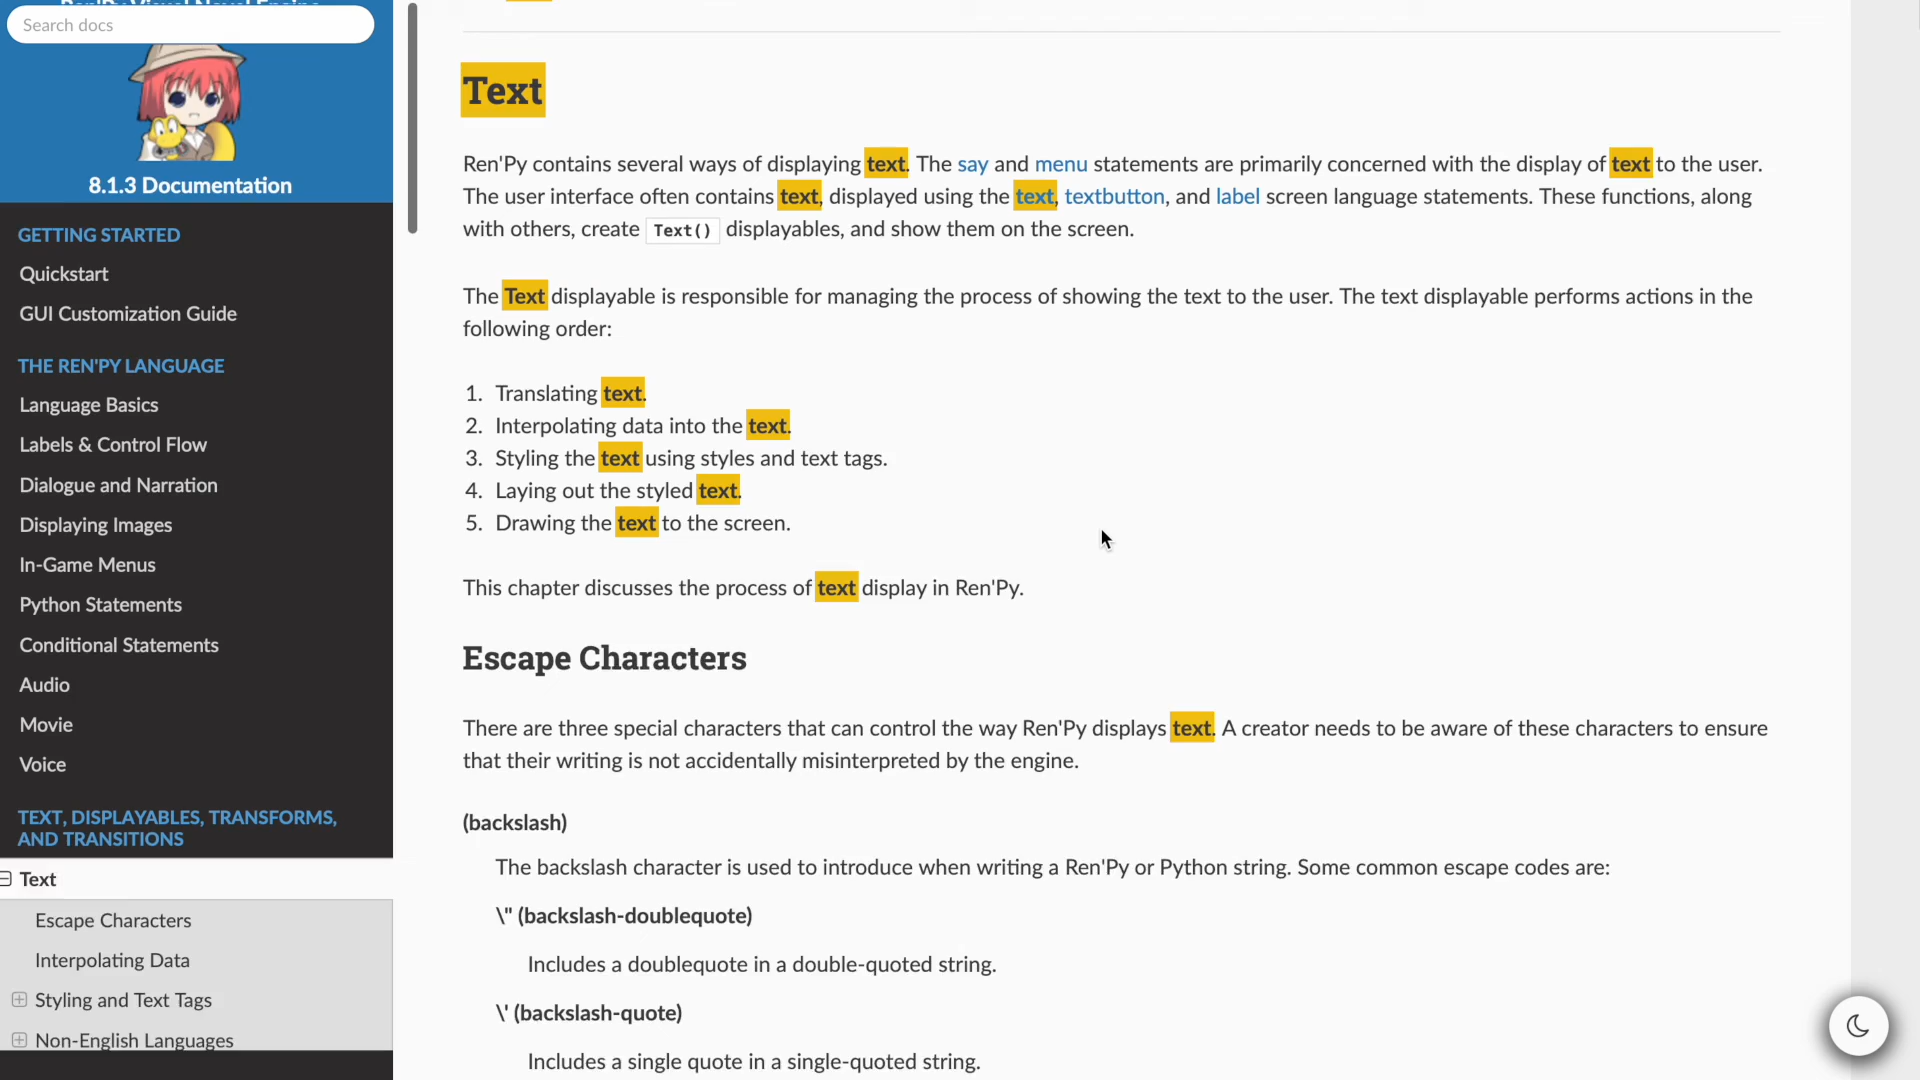 Search docs
8.1.3 Documentation
GETTING STARTED
Quickstart
GUI Customization Guide
THE REN'PY LANGUAGE
Language Basics
Labels & Control Flow
Dialogue and Narration
Displaying Images
In-Game Menus
Python Statements
Conditional Statements
Audio
Movie
Voice
TEXT, DISPLAYABLES, TRANSFORMS,
AND TRANSITIONS
Text
Escape Characters
Interpolating Data
Styling and Text Tags
Non-English Languages
Text
Ren'Py contains several ways of displaying text. The say and menu statements are primarily concerned with the display of text to the user.
The user interface often contains text, displayed using the text, textbutton, and label screen language statements. These functions, along
with others, create Text() displayables, and show them on the screen.
The Text displayable is responsible for managing the process of showing the text to the user. The text displayable performs actions in the
following order:
1. Translating text.
2. Interpolating data into the text.
3. Styling the text using styles and text tags.
4. Laying out the styled text.
5. Drawing the text to the screen.
This chapter discusses the process of text display in Ren'Py.
Escape Characters
There are three special characters that can control the way Ren'Py displays text. A creator needs to be aware of these characters to ensure
that their writing is not accidentally misinterpreted by the engine.
(backslash)
The backslash character is used to introduce when writing a Ren'Py or Python string. Some common escape codes are:
\" (backslash-doublequote)
Includes a doublequote in a double-quoted string.
\' (backslash-quote)
Includes a single quote in a single-quoted string.